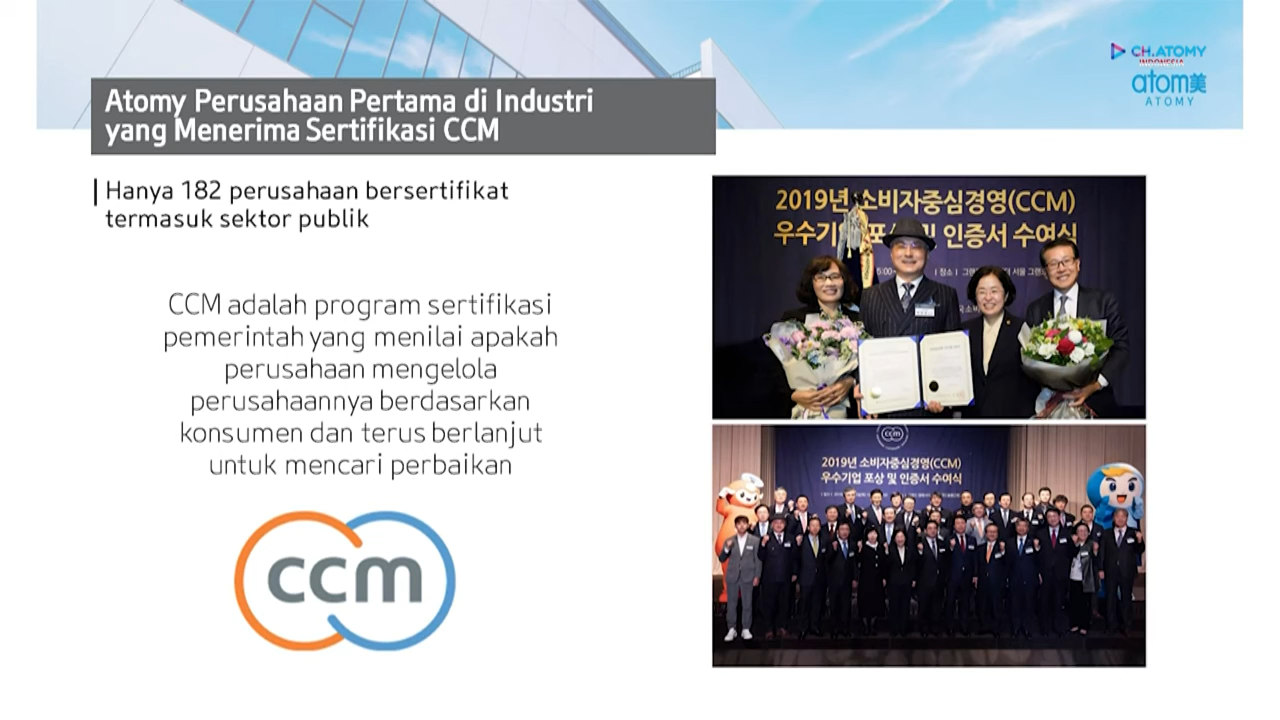 CH.ATOMY
INDONESIA
atom美
ATOMY
Atomy Perusahaan Pertama di Industri
yang Menerima Sertifikasi CCM
Hanya 182 perusahaan bersertifikat
termasuk sektor publik
CCM adalah program sertifikasi
pemerintah yang menilai apakah
perusahaan mengelola
perusahaannya berdasarkan
konsumen dan terus berlanjut
untuk mencari perbaikan
ccm
2019년 소비자중심경영(CCM)
우수기업 포상 및 인증서 수여식
ccm
2019년 소비자중심경영(CCM)
우수기업 포상 및 인증서 수여식